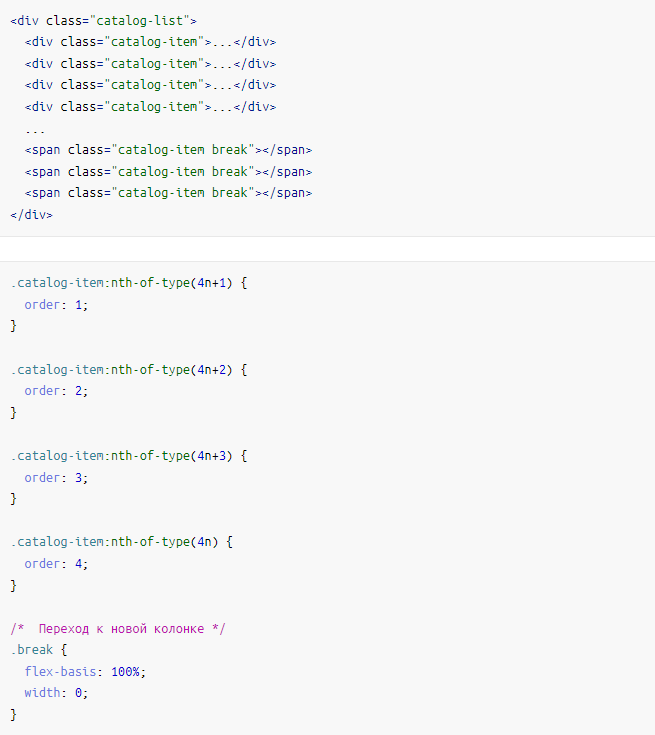 <div class="catalog-list">
  <div class="catalog-item">...</div>
  <div class="catalog-item">...</div>
  <div class="catalog-item">...</div>
  <div class="catalog-item">...</div>
  ...
  <span class="catalog-item break"></span>
  <span class="catalog-item break"></span>
  <span class="catalog-item break"></span>
</div>
.catalog-item:nth-of-type(4n+1) {
  order: 1;
}
.catalog-item:nth-of-type(4n+2) {
  order: 2;
}
.catalog-item:nth-of-type(4n+3) {
  order: 3;
}
.catalog-item:nth-of-type(4n) {
  order: 4;
}
/*  Переход к новой колонке */
.break {
  flex-basis: 100%;
  width: 0;
}